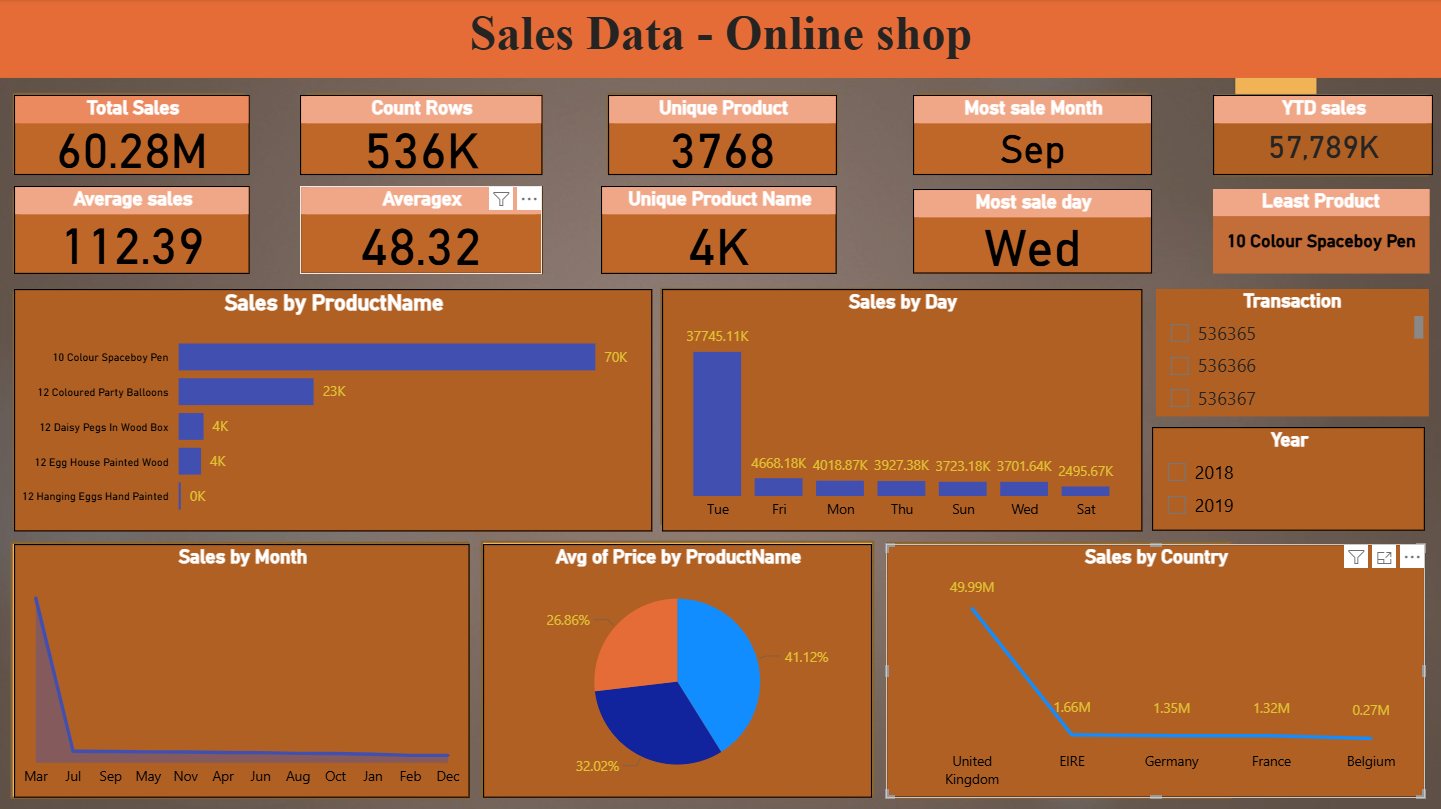 Sales Data - Online shop
Total Sales
60.28M
Count Rows
536K
Unique Product
3768
Most sale Month
Sep
YTD sales
57,789K
Average sales
112.39
Averagex
48.32
Unique Product Name
4K
Most sale day
Wed
Least Product
10 Colour Spaceboy Pen
Sales by ProductName
10 Colour Spaceboy Pen 70K
12 Coloured Party Balloons 23K
12 Daisy Pegs In Wood Box 4K
12 Egg House Painted Wood 4K
12 Hanging Eggs Hand Painted 0K
Sales by Day
37745.11K 4668.18K 4018.87K 3927.38K 3723.18K 3701.64K 2495.67K
Tue Fri Mon Thu Sun Wed Sat
Transaction
536365
536366
536367
Year
2018
2019
Sales by Month
Mar Jul Sep May Nov Apr Jun Aug Oct Jan Feb Dec
Avg of Price by ProductName
26.86%
41.12%
32.02%
Sales by Country
49.99M 1.66M 1.35M 1.32M 0.27M
United Kingdom EIRE Germany France Belgium